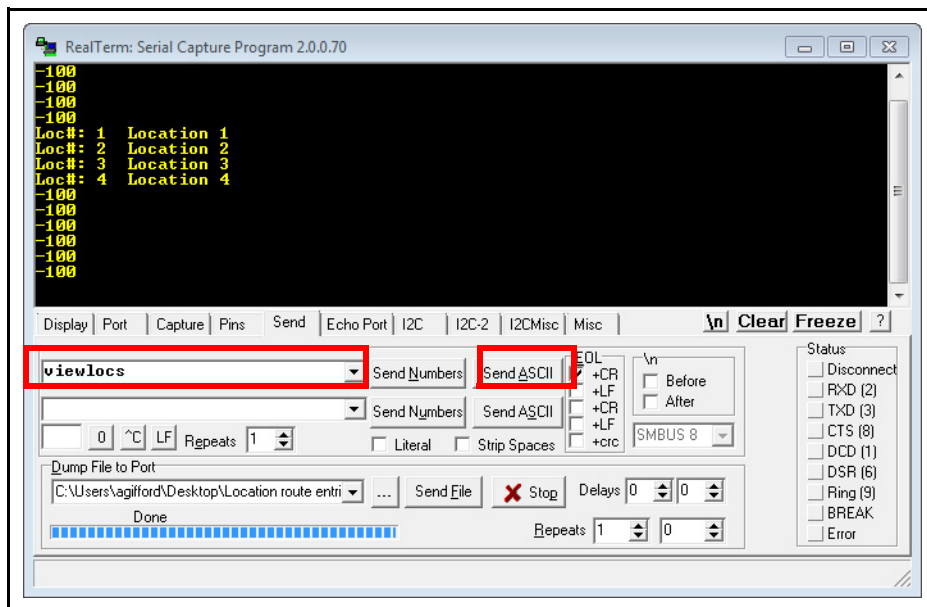 RealTerm: Serial Capture Program 2.0.0.70
-100
-100
-100
-100
Loc#: 1 Location 1
Loc#: 2 Location 2
Loc#: 3 Location 3
Loc#: 4 Location 4
-100
-100
-100
-100
-100
-100
Display Port Capture Pins Send Echo Port I2C I2C-2 I2CMisc Misc \n Clear Freeze ?
viewlocs Send Numbers Send ASCII
Send Numbers Send ASCII
0 ^C LF Repeats 1 Literal Strip Spaces
EOL
+CR
+LF
+CR
+LF
+crc
\n
Before
After
SMBUS 8
Dump File to Port
C:\Users\agifford\Desktop\Location route entri ... Send File Stop Delays 0 0
Done
Repeats 1 0
Status
Disconnect
RXD (2)
TXD (3)
CTS (8)
DCD (1)
DSR (6)
Ring (9)
BREAK
Error